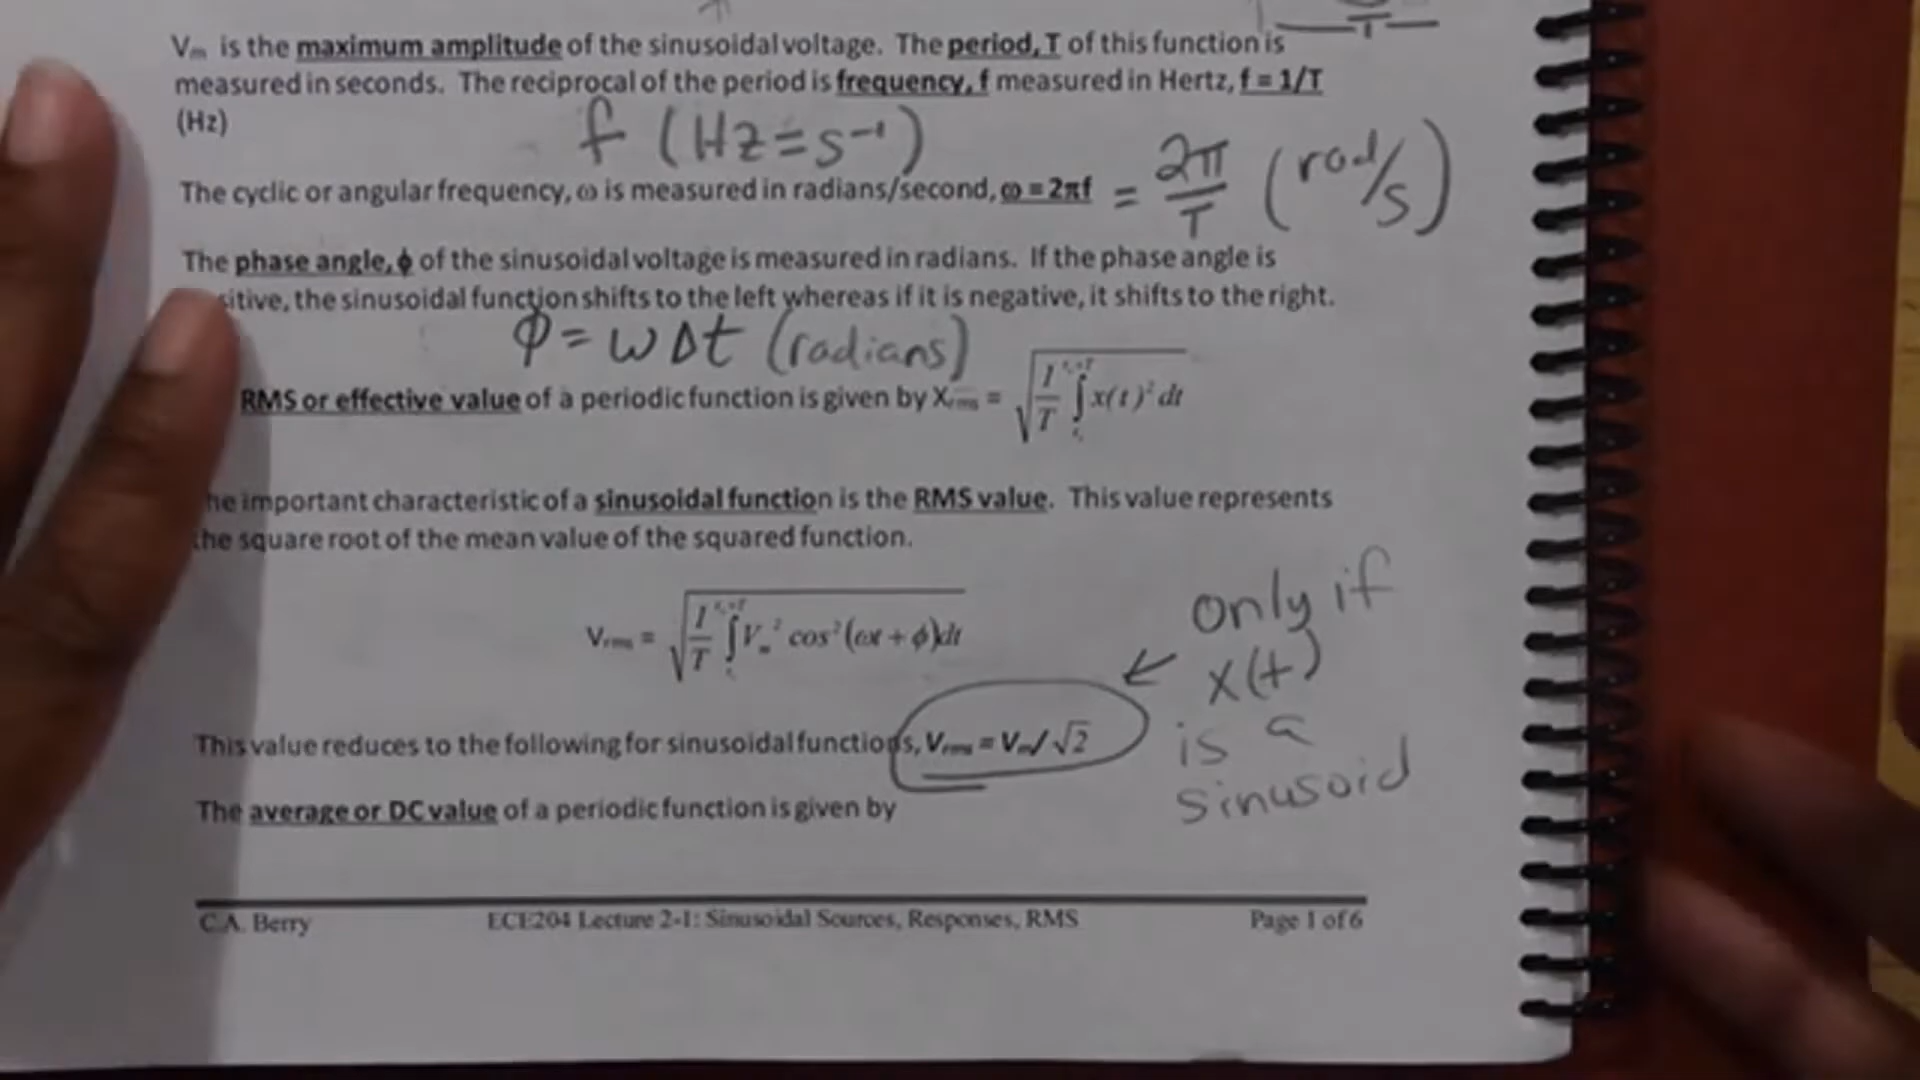 Vm is the maximum amplitude of the sinusoidal voltage. The period, T of this function is
T
measured in seconds. The reciprocal of the period is frequency, f measured in Hertz, f = 1/T
(Hz)
f (Hz=s⁻¹)
The cyclic or angular frequency, ω is measured in radians/second, ω = 2πf = 2π/T (rad/s)
The phase angle, ϕ of the sinusoidal voltage is measured in radians. If the phase angle is
sitive, the sinusoidal function shifts to the left whereas if it is negative, it shifts to the right.
ϕ = ωΔt (radians)
RMS or effective value of a periodic function is given by Xrms = √(1/T ∫ x(t)² dt)
he important characteristic of a sinusoidal function is the RMS value. This value represents
the square root of the mean value of the squared function.
Vrms = √(1/T ∫ Vm² cos²(ωt + ϕ)dt)
only if
x(t)
is a
sinusoid
This value reduces to the following for sinusoidal functions, Vrms = Vm/√2
The average or DC value of a periodic function is given by
C.A. Berry ECE204 Lecture 2-1: Sinusoidal Sources, Responses, RMS Page 1 of 6